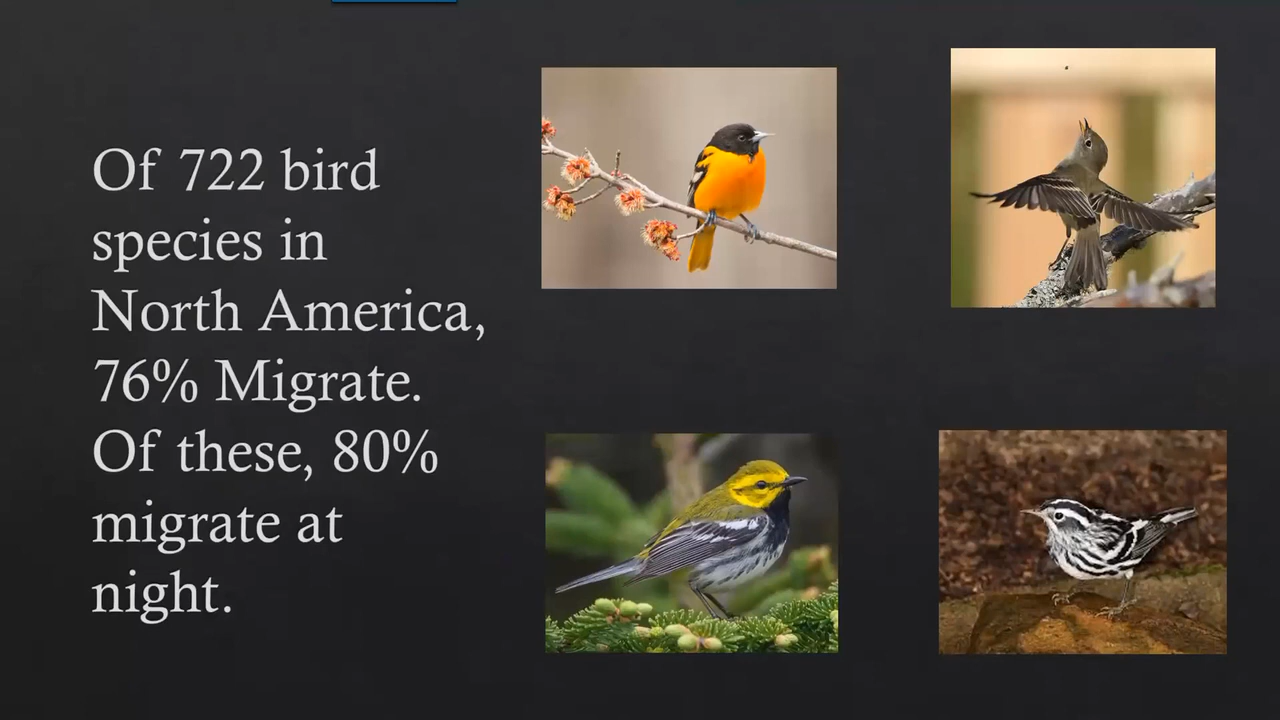 Of 722 bird
species in
North America,
76% Migrate.
Of these, 80%
migrate at
night.